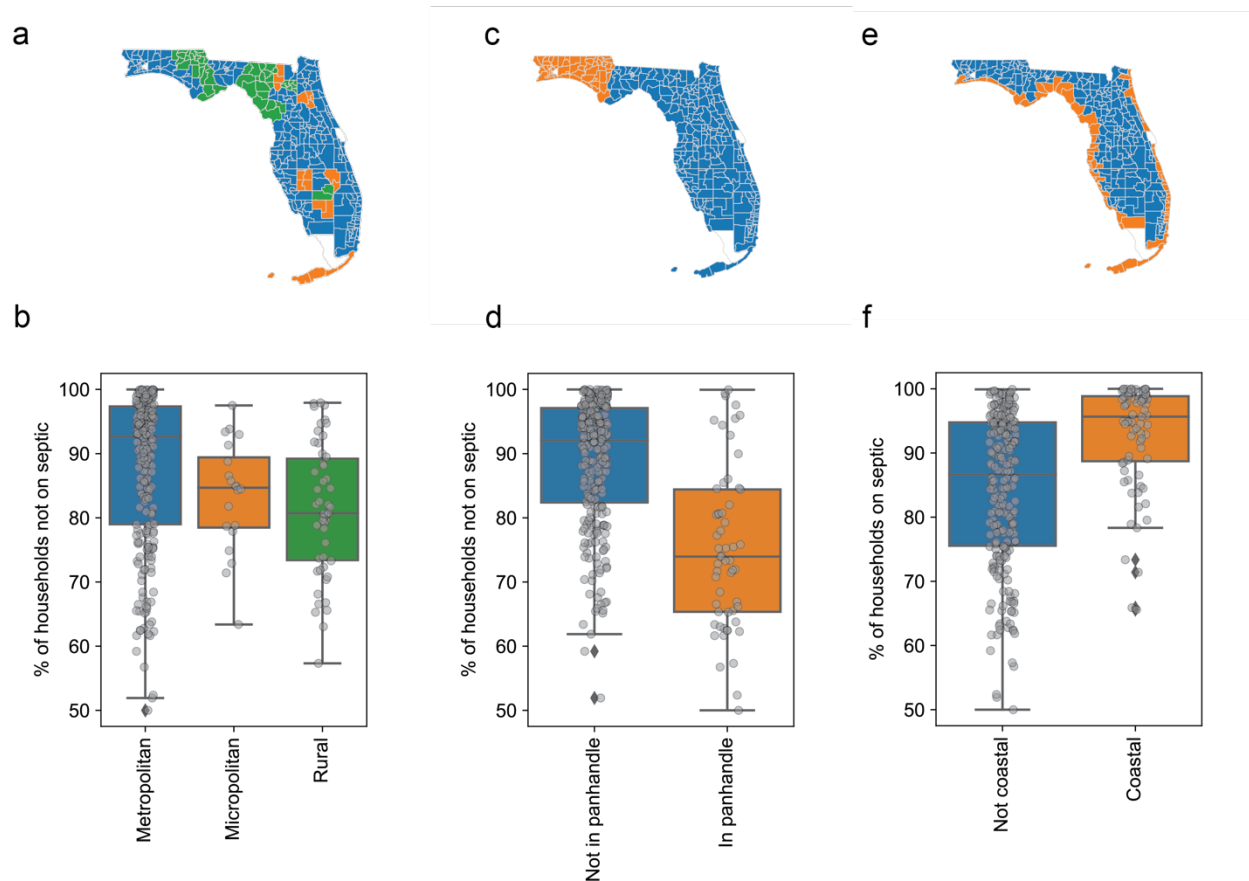 a
c
e
b
d
f
% of households not on septic
100
90
80
70
60
50
Metropolitan
Micropolitan
Rural
% of households not on septic
100
90
80
70
60
50
Not in panhandle
In panhandle
% of households on septic
100
90
80
70
60
50
Not coastal
Coastal